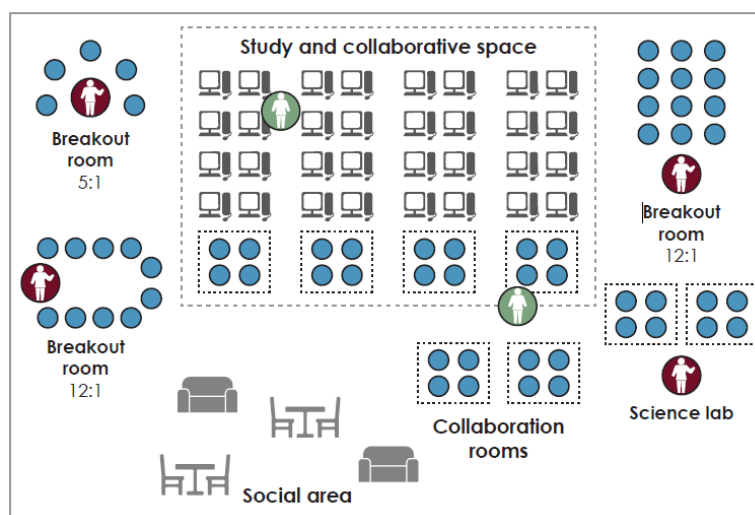 Study and collaborative space
Breakout
room
5:1
Breakout
room
12:1
Breakout
room
12:1
Science lab
Collaboration
rooms
Social area